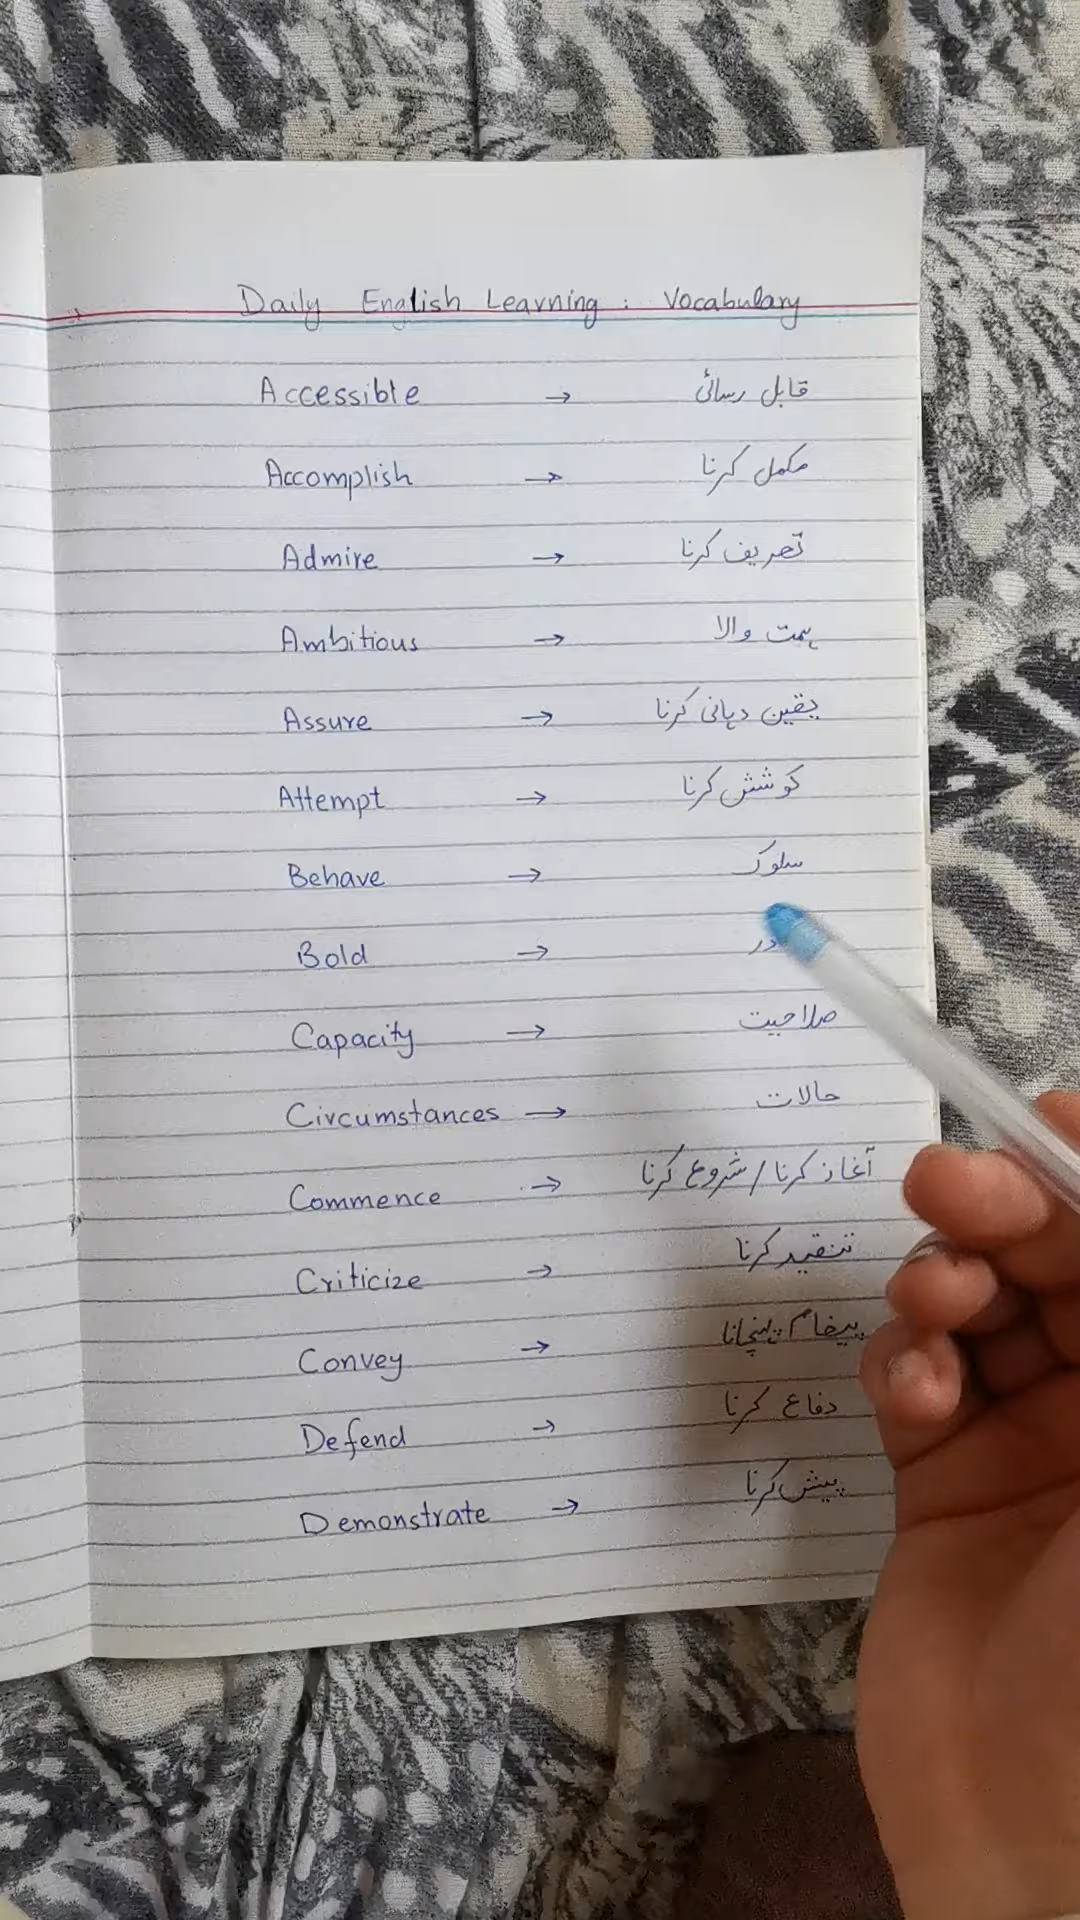 Daily English Learning : Vocabulary
Accessible → قابل رسائی
Accomplish → مکمل کرنا
Admire → تعریف کرنا
Ambitious → ہمت والا
Assure → یقین دہانی کرنا
Attempt → کوشش کرنا
Behave → سلوک
Bold →
Capacity → صلاحیت
Circumstances → حالات
Commence → آغاز کرنا / شروع کرنا
Criticize → تنقید کرنا
Convey → پیغام پہنچانا
Defend → دفاع کرنا
Demonstrate → پیش کرنا